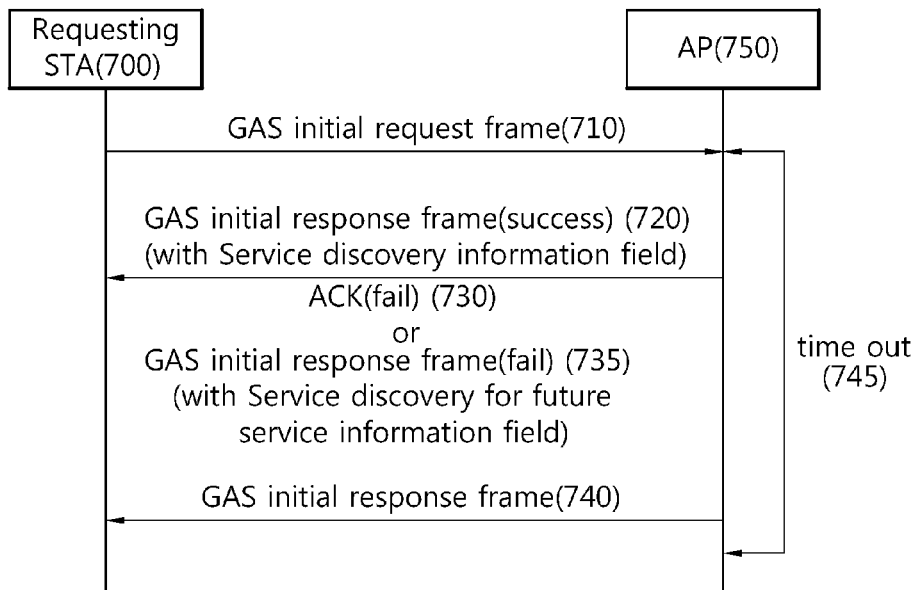 Requesting
STA(700)
AP(750)
GAS initial request frame(710)
GAS initial response frame(success) (720)
(with Service discovery information field)
ACK(fail) (730)
or
GAS initial response frame(fail) (735)
(with Service discovery for future
service information field)
time out
(745)
GAS initial response frame(740)